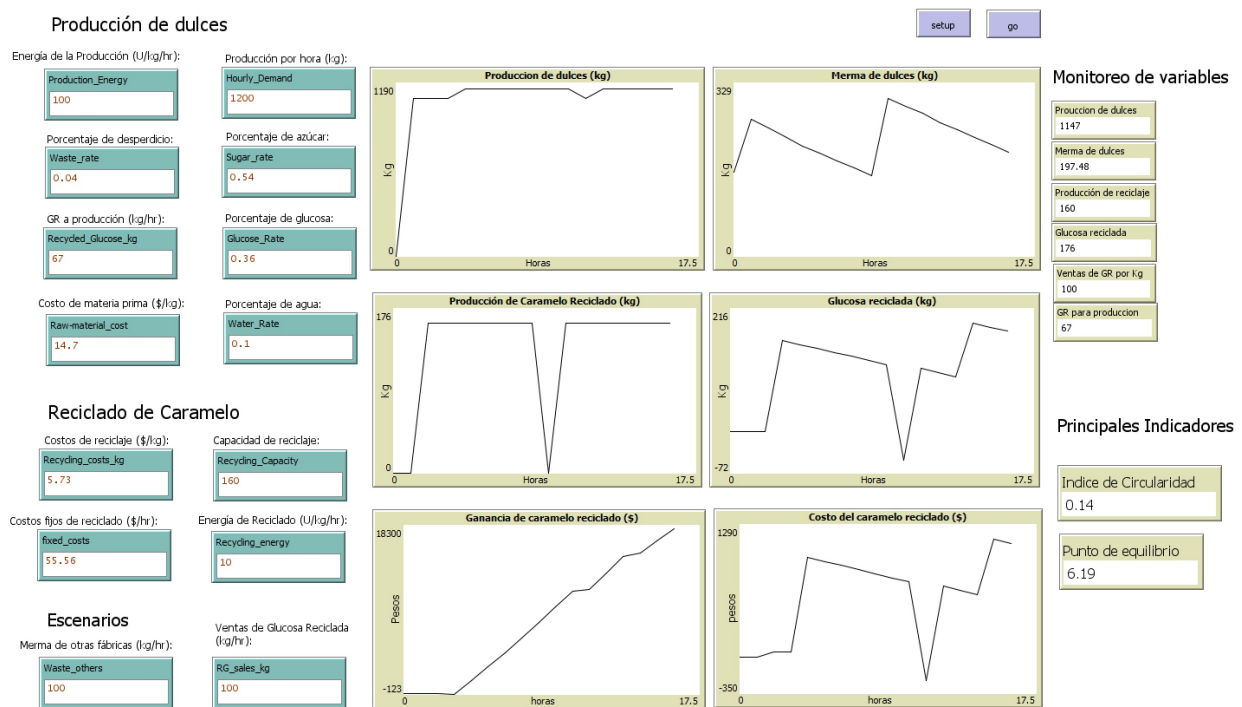 Producción de dulces
setup
go
Energía de la Producción (U/kg/hr):
Production_Energy
100
Producción por hora (kg):
Hourly_Demand
1200
Porcentaje de desperdicio:
Waste_rate
0.04
Porcentaje de azúcar:
Sugar_rate
0.54
GR a producción (kg/hr):
Recycled_Glucose_kg
67
Porcentaje de glucosa:
Glucose_Rate
0.36
Costo de materia prima ($/kg):
Raw-material_cost
14.7
Porcentaje de agua:
Water_Rate
0.1
Reciclado de Caramelo
Costos de reciclaje ($/kg):
Recycling_costs_kg
5.73
Capacidad de reciclaje:
Recycling_Capacity
160
Costos fijos de reciclado ($/hr):
fixed_costs
55.56
Energía de Reciclado (U/kg/hr):
Recycling_energy
10
Escenarios
Merma de otras fábricas (kg/hr):
Waste_others
100
Ventas de Glucosa Reciclada
(kg/hr):
RG_sales_kg
100
Produccion de dulces (kg)
1190
Kg
0
0
Horas
17.5
Merma de dulces (kg)
329
Kg
0
0
Horas
17.5
Producción de Caramelo Reciclado (kg)
176
Kg
0
0
Horas
17.5
Glucosa reciclada (kg)
216
Kg
-72
0
Horas
17.5
Ganancia de caramelo reciclado ($)
18300
Pesos
-123
0
horas
17.5
Costo del caramelo reciclado ($)
1290
pesos
-350
0
horas
17.5
Monitoreo de variables
Prouccion de dulces
1147
Merma de dulces
197.48
Producción de reciclaje
160
Glucosa reciclada
176
Ventas de GR por Kg
100
GR para produccion
67
Principales Indicadores
Indice de Circularidad
0.14
Punto de equilibrio
6.19